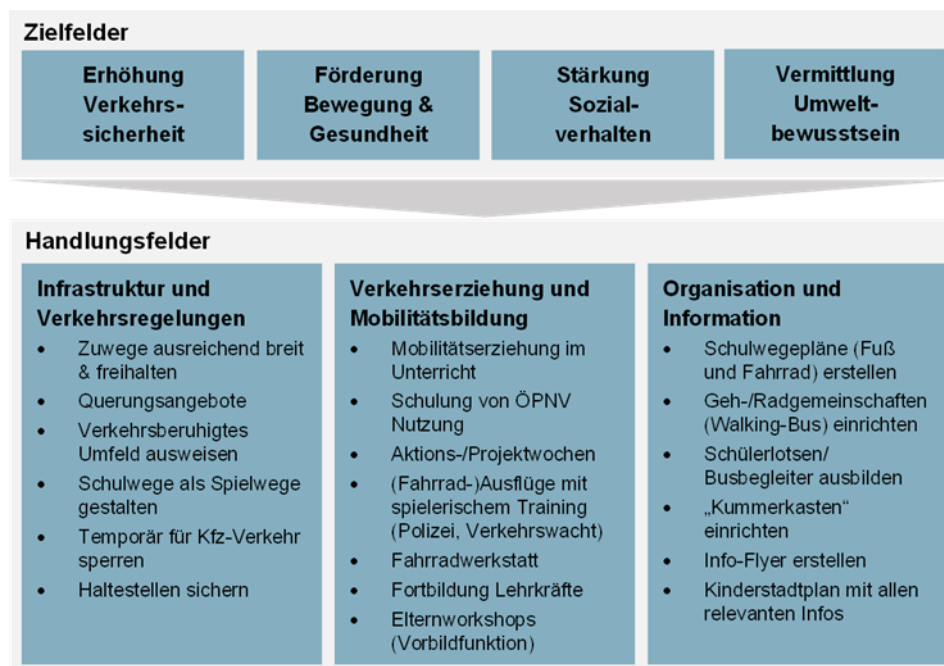 Zielfelder
Erhöhung
Verkehrs-
sicherheit
Förderung
Bewegung &
Gesundheit
Stärkung
Sozial-
verhalten
Vermittlung
Umwelt-
bewusstsein
Handlungsfelder
Infrastruktur und
Verkehrsregelungen
• Zuwege ausreichend breit
& freihalten
• Querungsangebote
• Verkehrsberuhigtes
Umfeld ausweisen
• Schulwege als Spielwege
gestalten
• Temporär für Kfz-Verkehr
sperren
• Haltestellen sichern
Verkehrserziehung und
Mobilitätsbildung
• Mobilitätserziehung im
Unterricht
• Schulung von ÖPNV
Nutzung
• Aktions-/Projektwochen
• (Fahrrad-)Ausflüge mit
spielerischem Training
(Polizei, Verkehrswacht)
• Fahrradwerkstatt
• Fortbildung Lehrkräfte
• Elternworkshops
(Vorbildfunktion)
Organisation und
Information
• Schulwegepläne (Fuß
und Fahrrad) erstellen
• Geh-/Radgemeinschaften
(Walking-Bus) einrichten
• Schülerlotsen/
Busbegleiter ausbilden
• „Kummerkasten“
einrichten
• Info-Flyer erstellen
• Kinderstadtplan mit allen
relevanten Infos